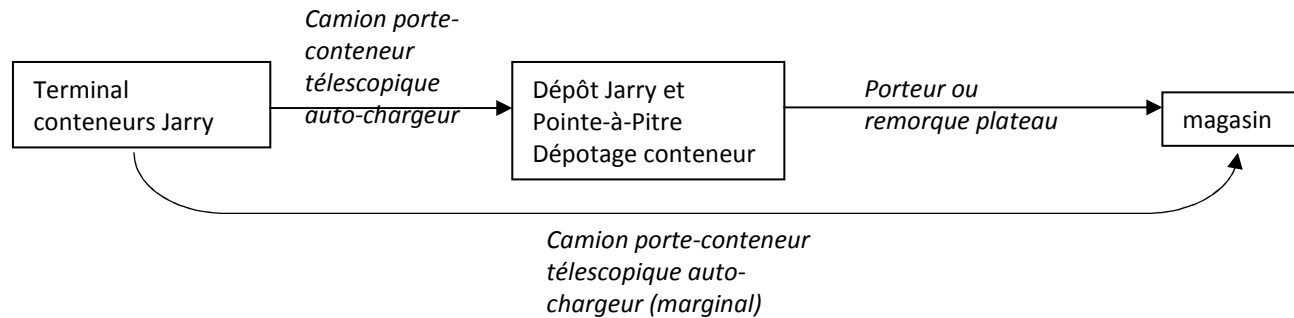 Camion porte-
conteneur
télescopique
auto-chargeur
Terminal
conteneurs Jarry
Dépôt Jarry et
Pointe-à-Pitre
Dépotage conteneur
Porteur ou
remorque plateau
magasin
Camion porte-conteneur
télescopique auto-
chargeur (marginal)